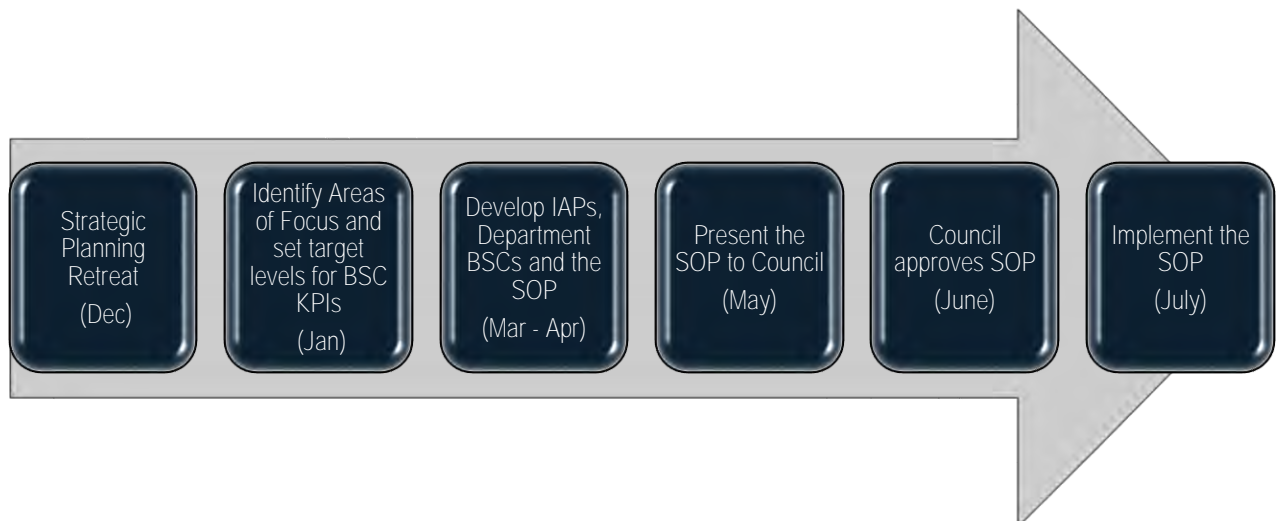 Strategic
Planning
Retreat
(Dec)
Identify Areas
of Focus and
set target
levels for BSC
KPIs
(Jan)
Develop IAPs,
Department
BSCs and the
SOP
(Mar - Apr)
Present the
SOP to Council
(May)
Council
approves SOP
(June)
Implement the
SOP
(July)